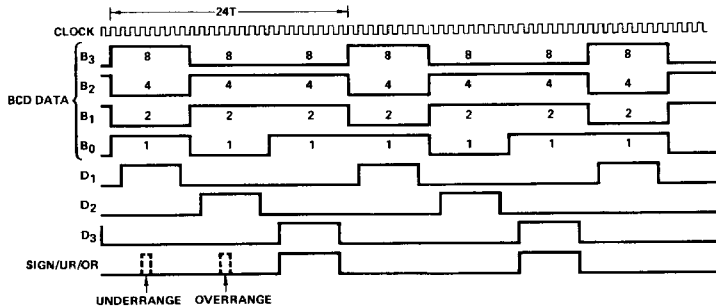 24T
CLOCK
B3 8 8 8 8 8 8 8
B2 4 4 4 4 4 4 4
BCD DATA
B1 2 2 2 2 2 2 2
B0 1 1 1 1 1 1 1
D1
D2
D3
SIGN/UR/OR
UNDERRANGE OVERRANGE